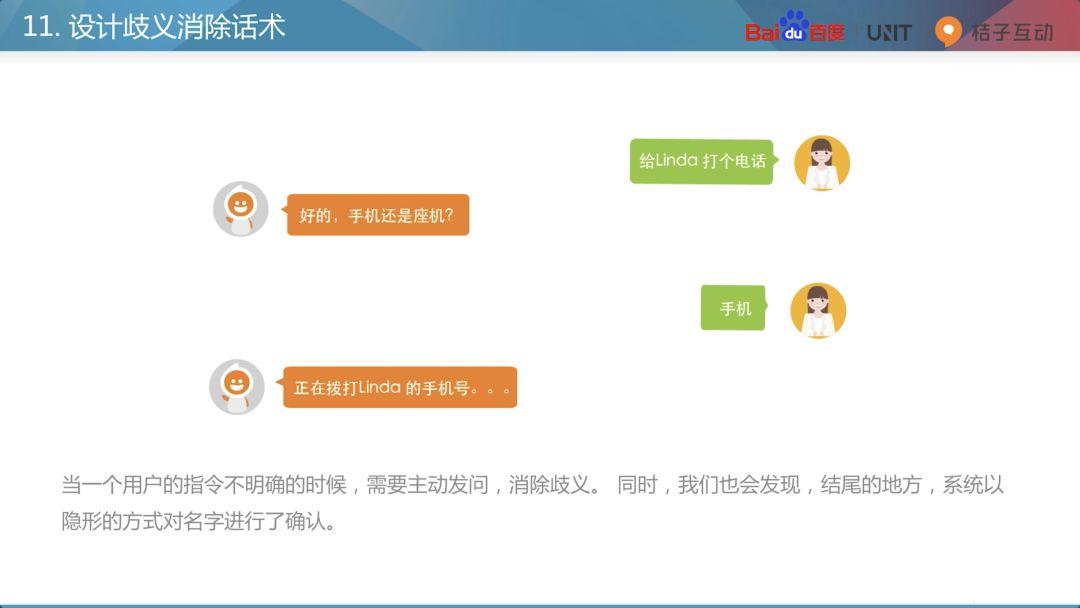 11. 设计歧义消除话术
Bai du 百度 UNIT 桔子互动
给Linda 打个电话
好的，手机还是座机？
手机
正在拨打Linda 的手机号。。。
当一个用户的指令不明确的时候，需要主动发问，消除歧义。 同时，我们也会发现，结尾的地方，系统以
隐形的方式对名字进行了确认。